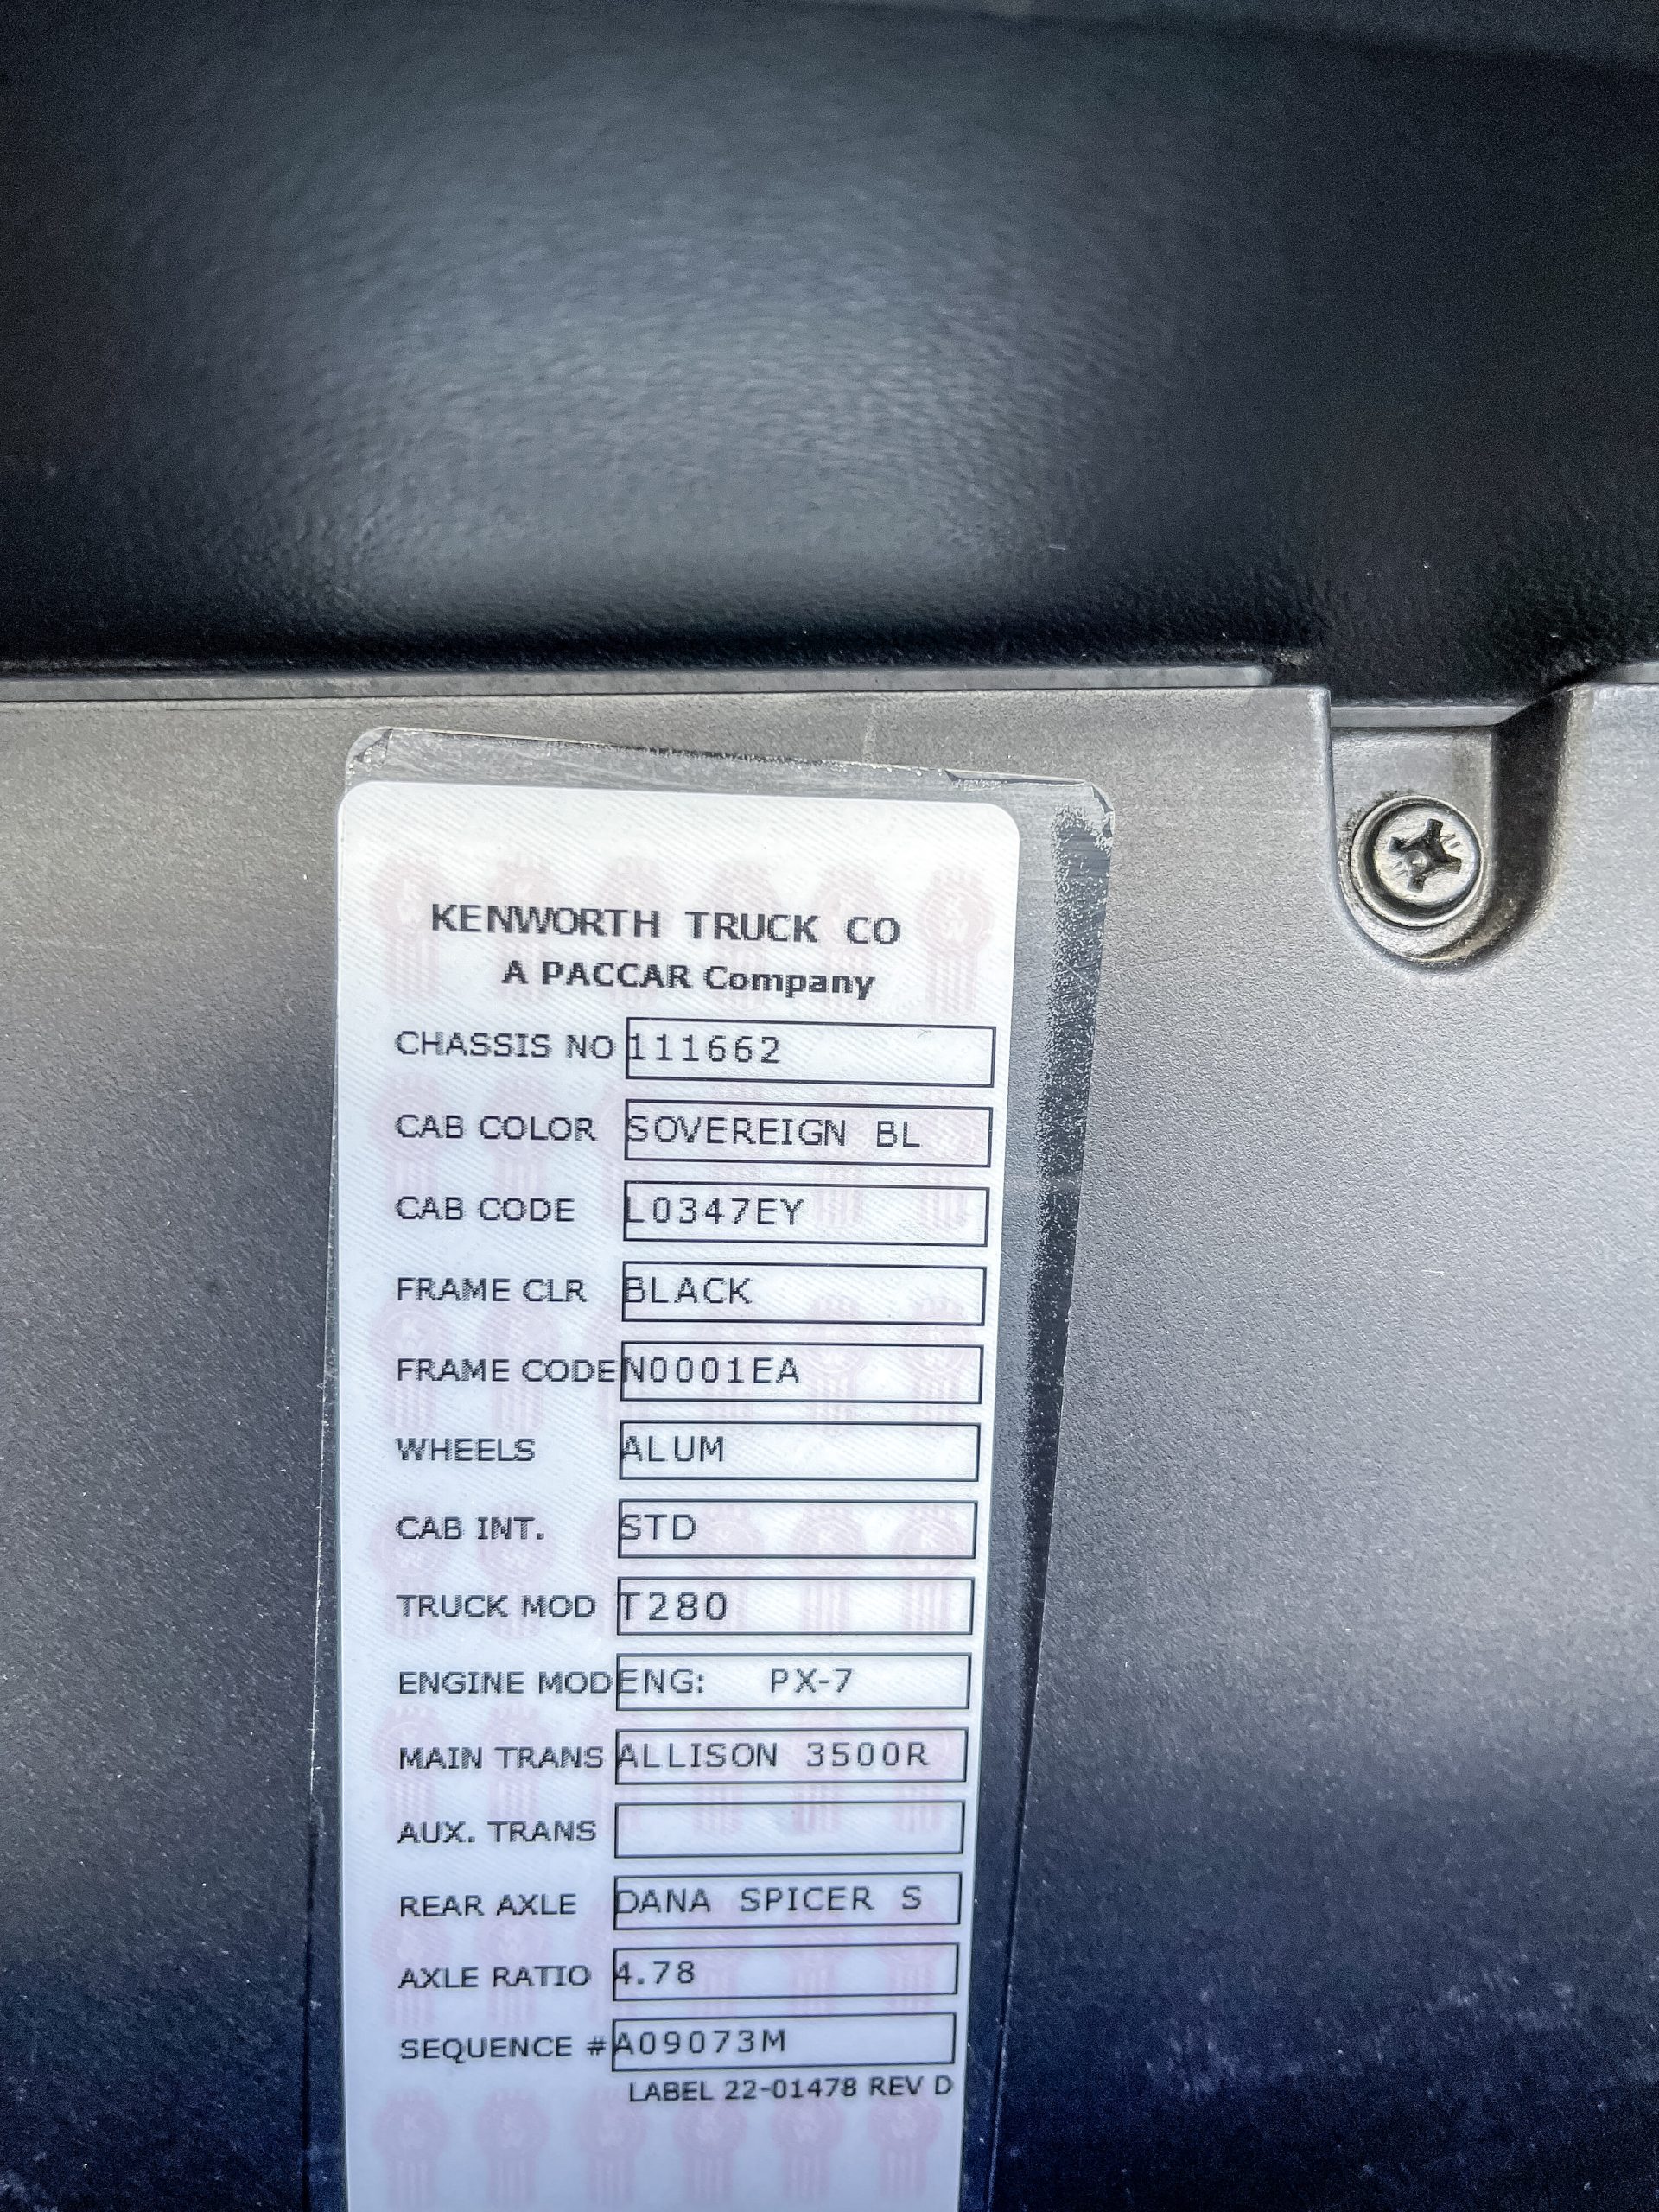 KENWORTH TRUCK CO
A PACCAR Company
CHASSIS NO 111662
CAB COLOR SOVEREIGN BL
CAB CODE L0347EY
FRAME CLR BLACK
FRAME CODE N0001EA
WHEELS ALUM
CAB INT. STD
TRUCK MOD T280
ENGINE MOD ENG: PX-7
MAIN TRANS ALLISON 3500R
AUX. TRANS
REAR AXLE DANA SPICER S
AXLE RATIO 4.78
SEQUENCE # A09073M
LABEL 22-01478 REV D